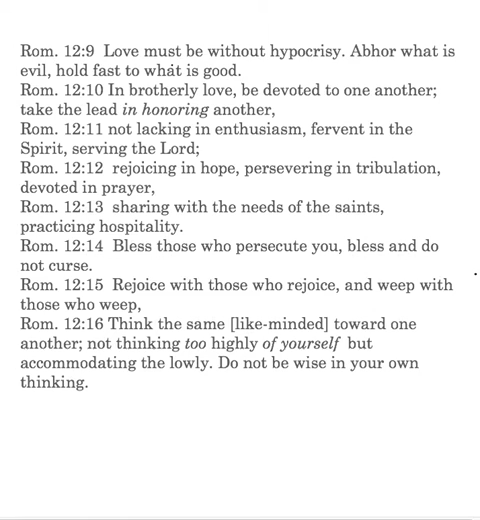 Rom. 12:9  Love must be without hypocrisy. Abhor what is
evil, hold fast to what is good.
Rom. 12:10 In brotherly love, be devoted to one another;
take the lead in honoring another,
Rom. 12:11 not lacking in enthusiasm, fervent in the
Spirit, serving the Lord;
Rom. 12:12  rejoicing in hope, persevering in tribulation,
devoted in prayer,
Rom. 12:13  sharing with the needs of the saints,
practicing hospitality.
Rom. 12:14  Bless those who persecute you, bless and do
not curse.
Rom. 12:15  Rejoice with those who rejoice, and weep with
those who weep,
Rom. 12:16 Think the same [like-minded] toward one
another; not thinking too highly of yourself  but
accommodating the lowly. Do not be wise in your own
thinking.